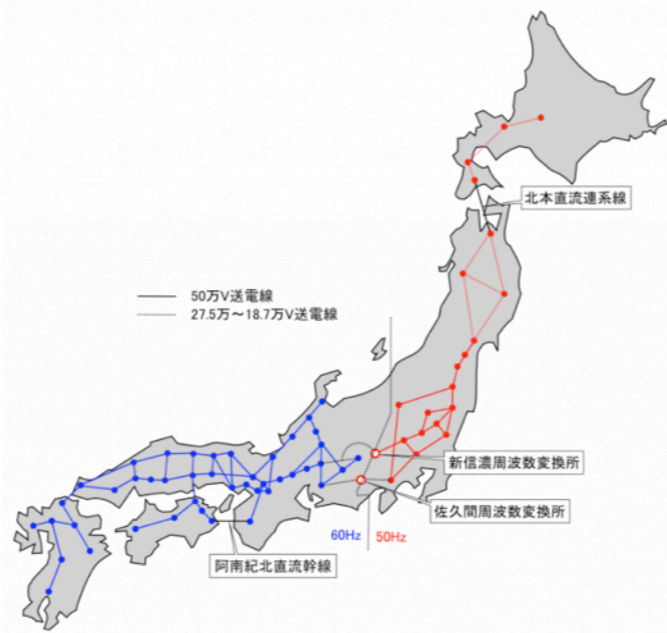 北本直流連系線
50万V送電線
27.5万～18.7万V送電線
新信濃周波数変換所
佐久間周波数変換所
60Hz
50Hz
阿南紀北直流幹線